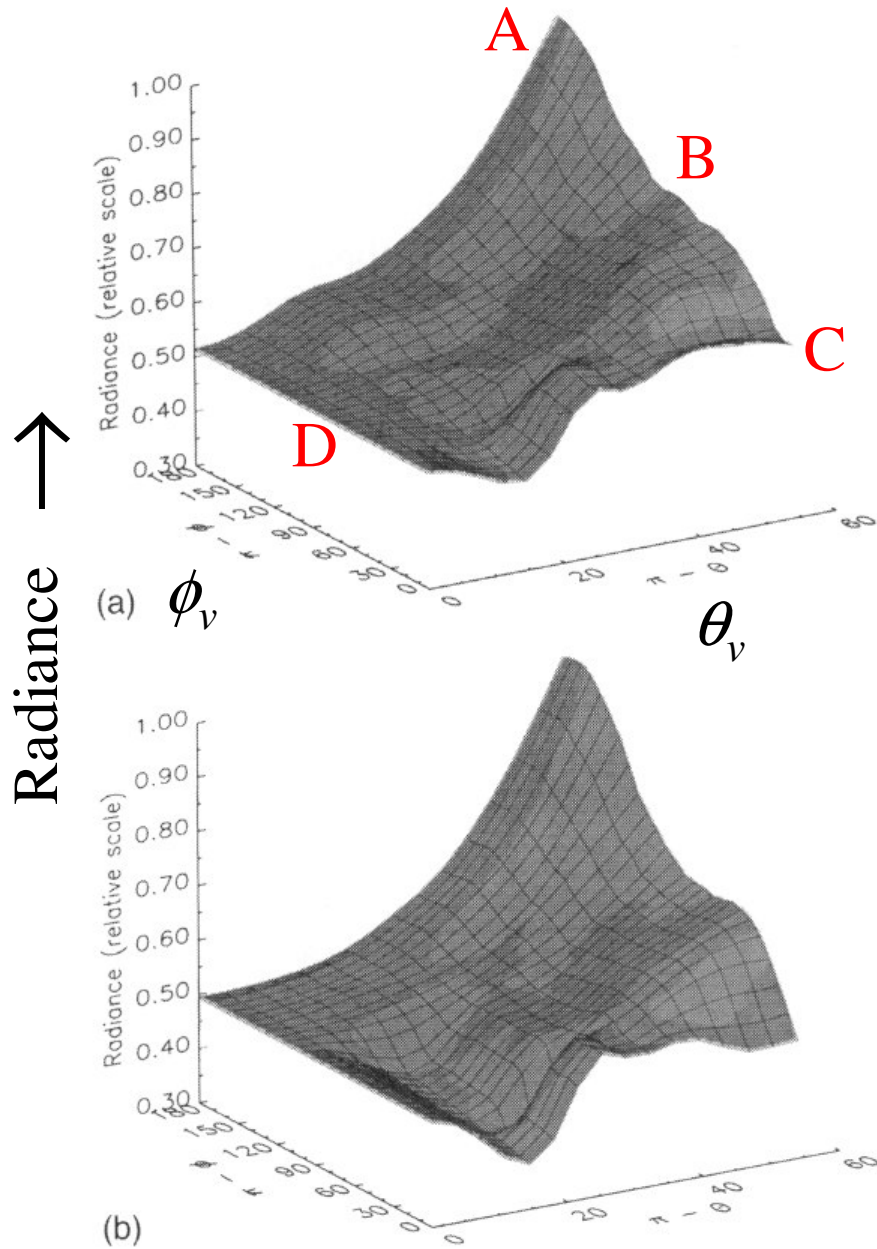 A
B
C
D
1.00
0.90
0.80
0.70
0.60
0.50
0.40
0.30
Radiance (relative scale)
180
150
120
90
60
30
0
π - φ
0
20
40
60
π - θ
(a)
ϕv
θv
Radiance →
1.00
0.90
0.80
0.70
0.60
0.50
0.40
0.30
Radiance (relative scale)
180
150
120
90
60
30
0
π - φ
0
20
40
60
π - θ
(b)